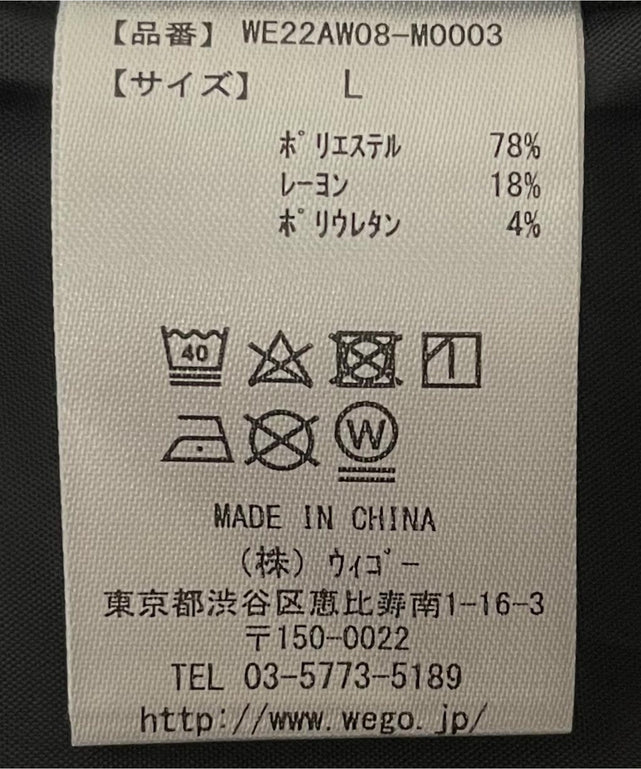 【品番】 WE22AW08-M0003
【サイズ】 L
ﾎﾟﾘｴｽﾃﾙ 78%
ﾚｰﾖﾝ 18%
ﾎﾟﾘｳﾚﾀﾝ 4%
40
W
MADE IN CHINA
(株) ｳｨｺﾞｰ
東京都渋谷区恵比寿南1-16-3
〒150-0022
TEL 03-5773-5189
http://www.wego.jp/